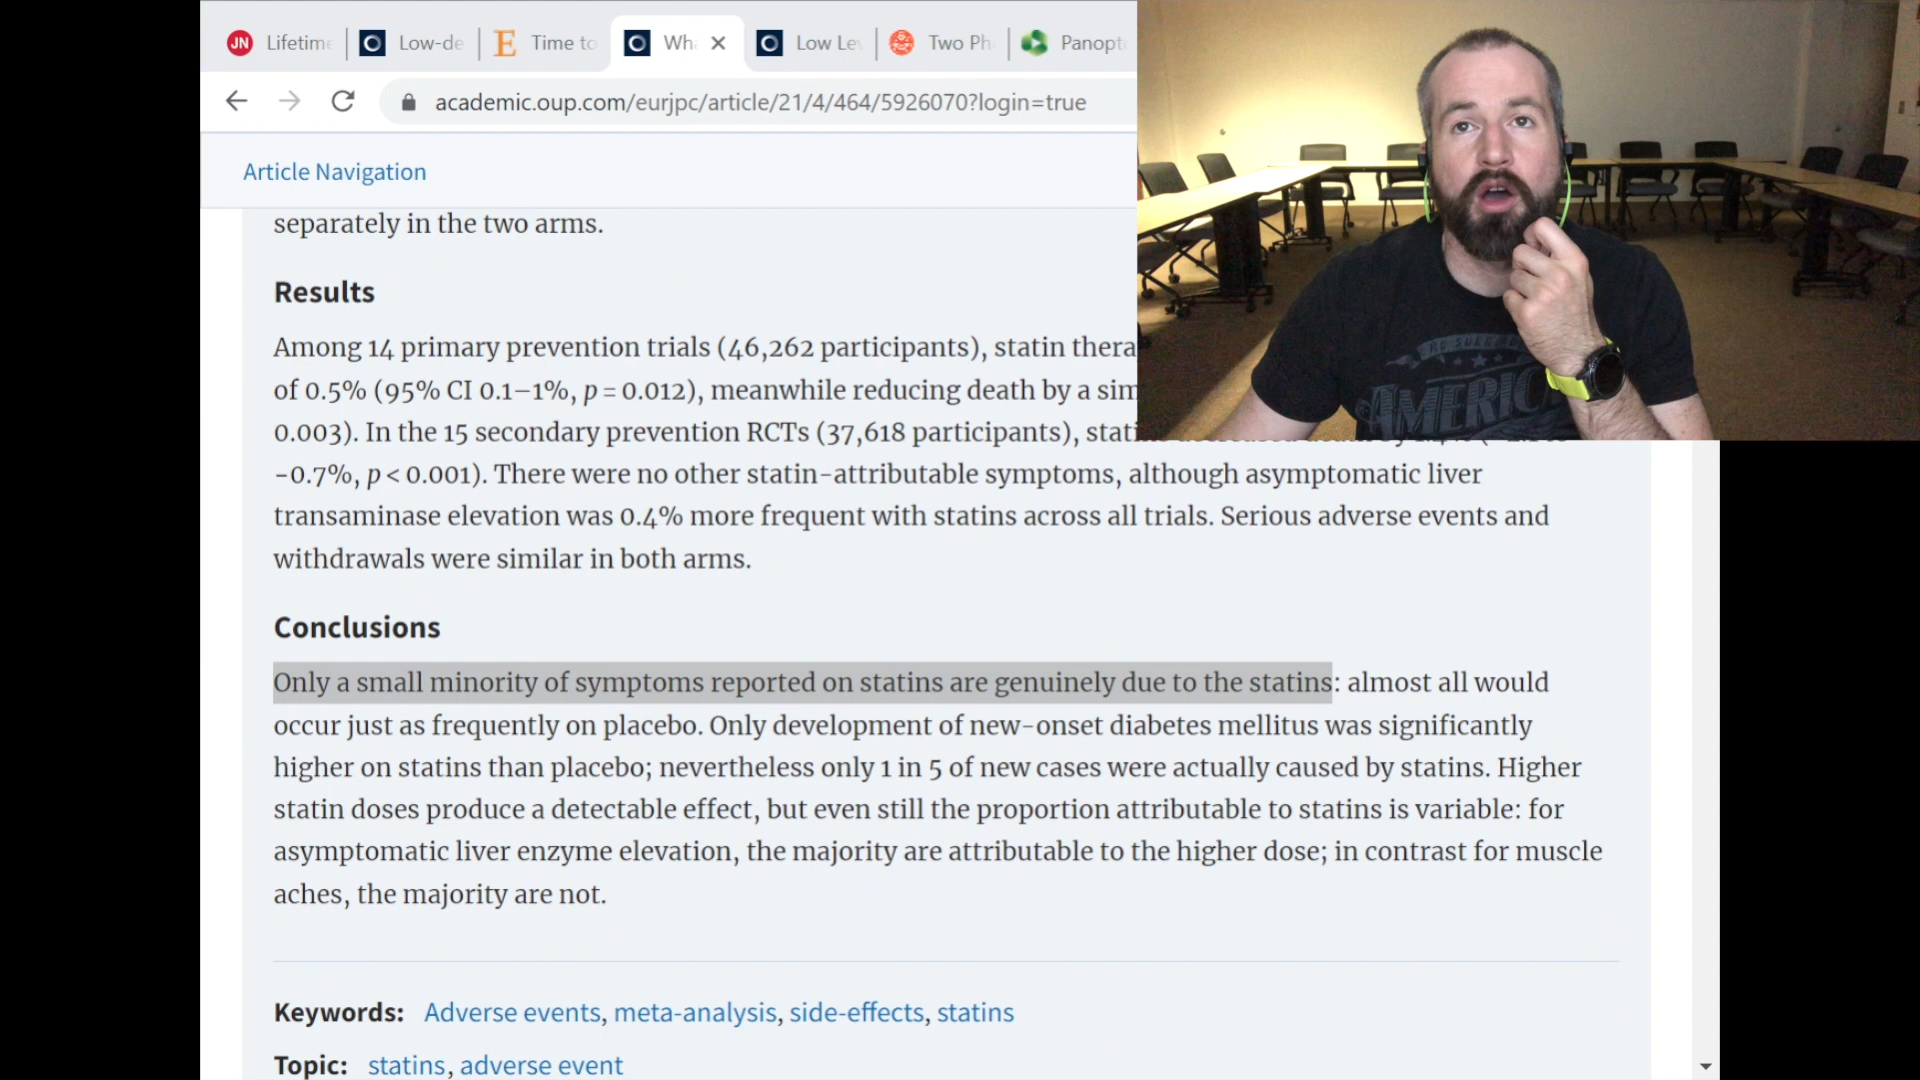 Lifetime Low-de Time to Wha Low Lev Two Ph Panopt
academic.oup.com/eurjpc/article/21/4/464/5926070?login=true
Article Navigation
separately in the two arms.
Results
Among 14 primary prevention trials (46,262 participants), statin thera
of 0.5% (95% CI 0.1–1%, p = 0.012), meanwhile reducing death by a sim
0.003). In the 15 secondary prevention RCTs (37,618 participants),
−0.7%, p < 0.001). There were no other statin-attributable symptoms, although asymptomatic liver
transaminase elevation was 0.4% more frequent with statins across all trials. Serious adverse events and
withdrawals were similar in both arms.
Conclusions
Only a small minority of symptoms reported on statins are genuinely due to the statins: almost all would
occur just as frequently on placebo. Only development of new-onset diabetes mellitus was significantly
higher on statins than placebo; nevertheless only 1 in 5 of new cases were actually caused by statins. Higher
statin doses produce a detectable effect, but even still the proportion attributable to statins is variable: for
asymptomatic liver enzyme elevation, the majority are attributable to the higher dose; in contrast for muscle
aches, the majority are not.
Keywords: Adverse events, meta-analysis, side-effects, statins
Topic: statins, adverse event